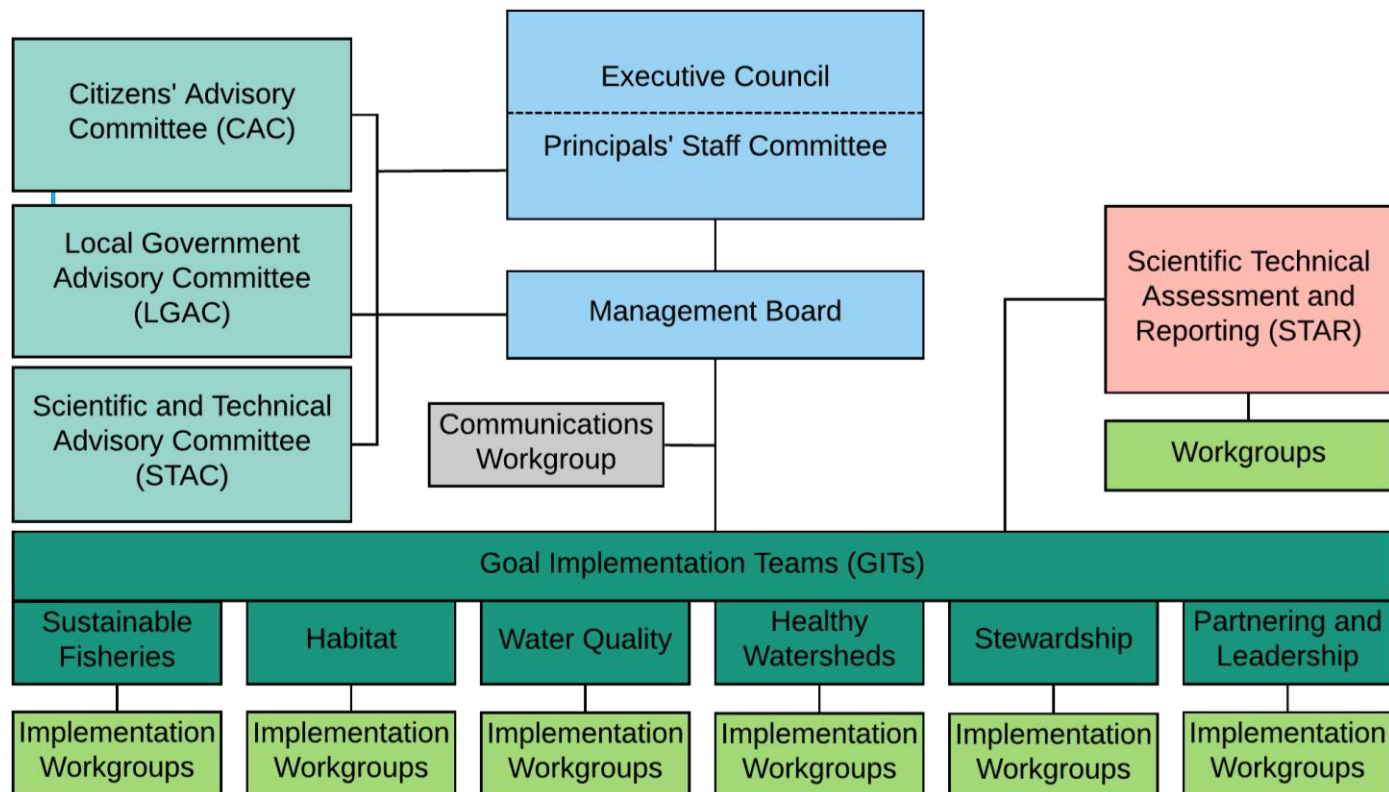 Citizens' Advisory
Committee (CAC)
Local Government
Advisory Committee
(LGAC)
Scientific and Technical
Advisory Committee
(STAC)
Executive Council
Principals' Staff Committee
Management Board
Communications
Workgroup
Scientific Technical
Assessment and
Reporting (STAR)
Workgroups
Goal Implementation Teams (GITs)
Sustainable
Fisheries
Habitat
Water Quality
Healthy
Watersheds
Stewardship
Partnering and
Leadership
Implementation
Workgroups
Implementation
Workgroups
Implementation
Workgroups
Implementation
Workgroups
Implementation
Workgroups
Implementation
Workgroups